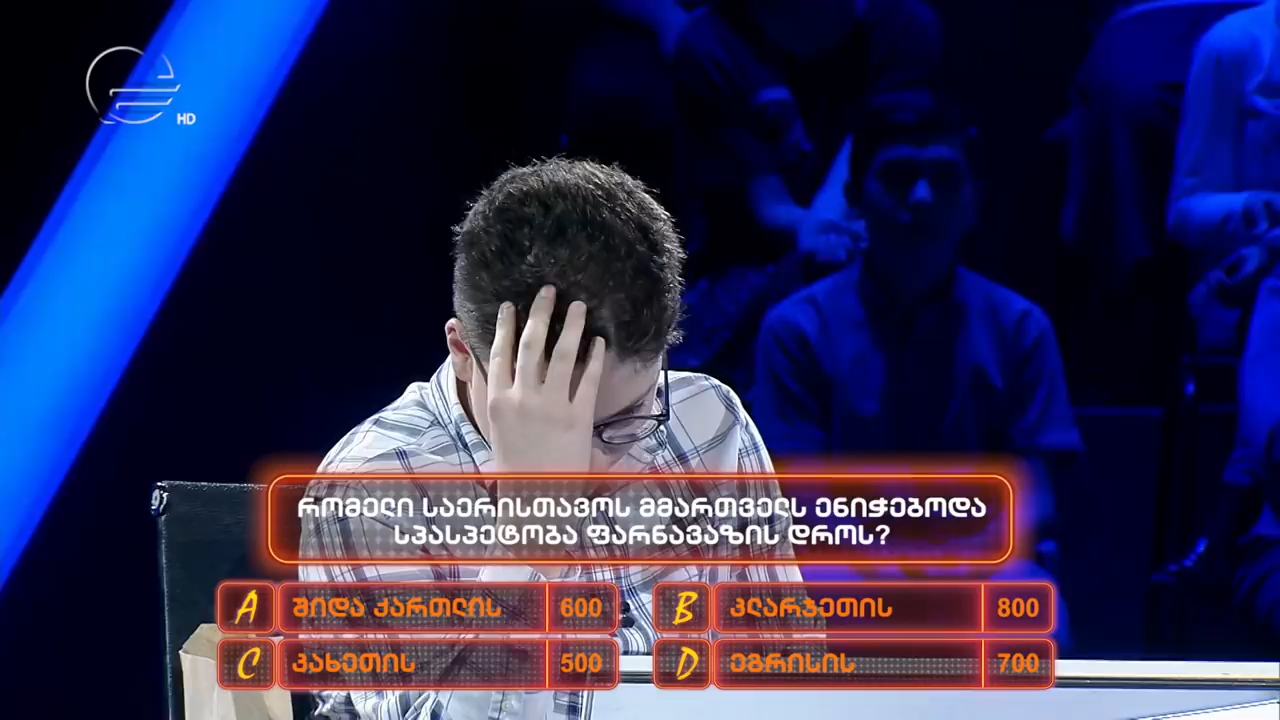 HD
რომელი საერისთავოს მმართველს ენიჭებოდა
სპასპეტობა ფარნავაზის დროს?
A შიდა ქართლის 600
B კლარჯეთის 800
C კახეთის 500
D ეგრისის 700